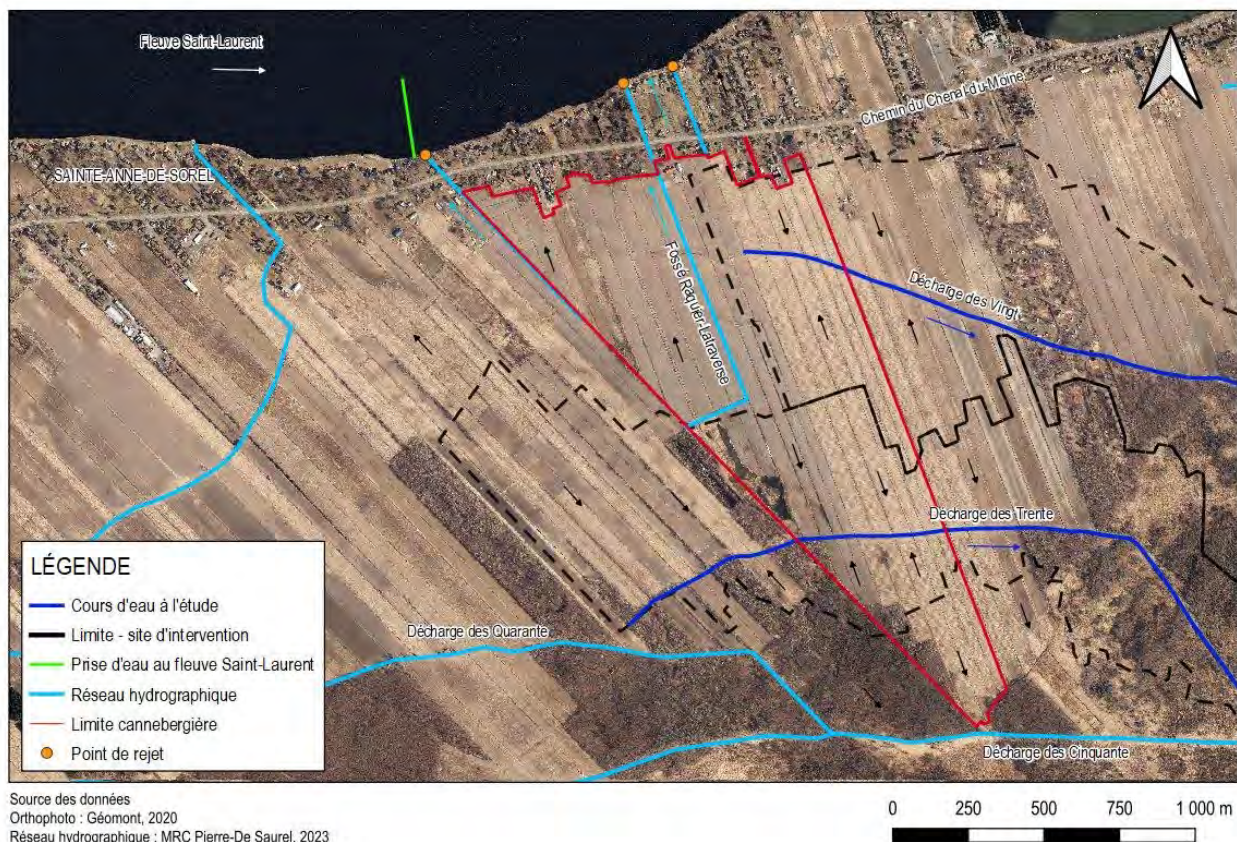 Fleuve Saint-Laurent
Chemin du Chenal-du-Moine
SAINTE-ANNE-DE-SOREL
Fossé Raquier-Latraverse
Décharge des Vingt
Décharge des Trente
Décharge des Quarante
Décharge des Cinquante
LÉGENDE
Cours d'eau à l'étude
Limite - site d'intervention
Prise d'eau au fleuve Saint-Laurent
Réseau hydrographique
Limite cannebergière
Point de rejet
Source des données
Orthophoto : Géomont, 2020
Réseau hydrographique : MRC Pierre-De Saurel, 2023
0 250 500 750 1 000 m